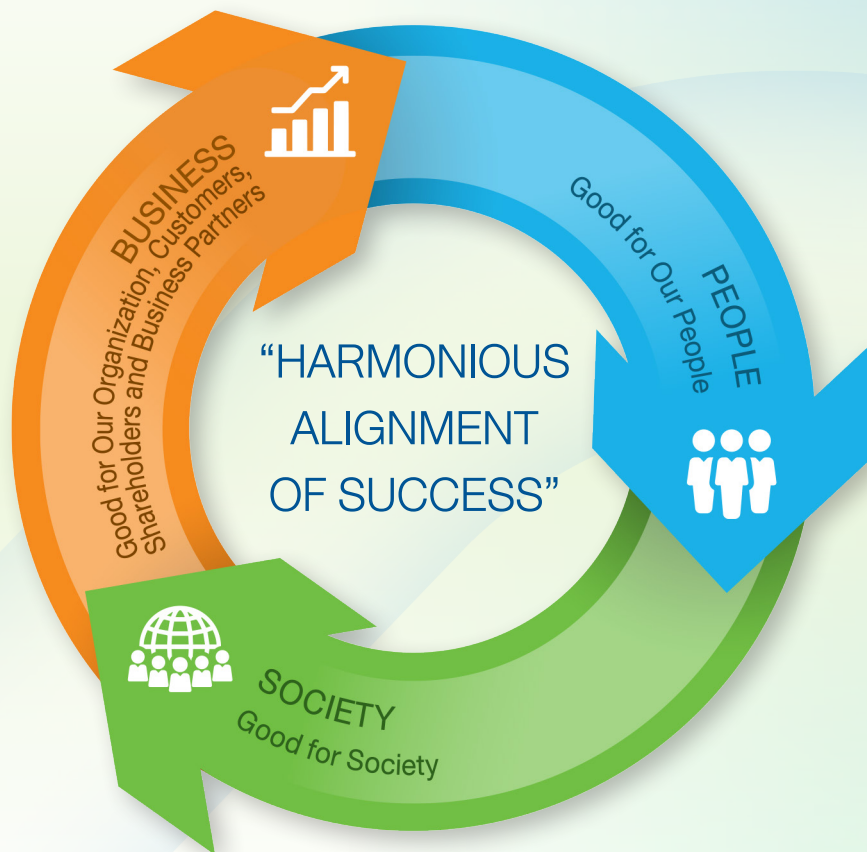 BUSINESS
Good for Our Organization, Customers,
Shareholders and Business Partners
PEOPLE
Good for Our People
“HARMONIOUS
ALIGNMENT
OF SUCCESS”
SOCIETY
Good for Society